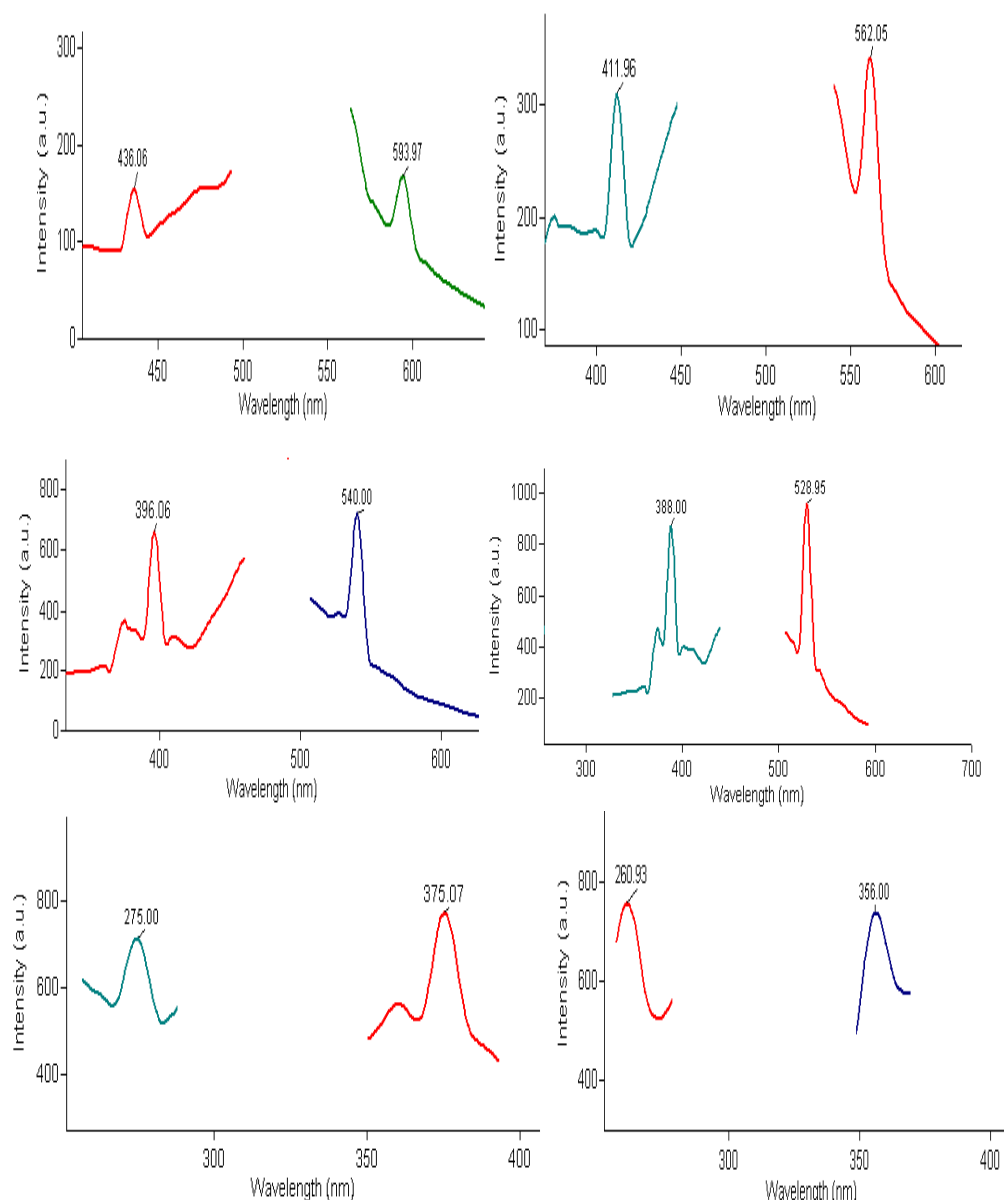 300
200
100
0
436.06
593.97
450 500 550 600
Wavelength (nm)
Intensity (a.u.)
300
200
100
411.96
562.05
400 450 500 550 600
Wavelength (nm)
Intensity (a.u.)
800
600
400
200
0
396.06
540.00
400 500 600
Wavelength (nm)
Intensity (a.u.)
1000
800
600
400
200
388.00
528.95
300 400 500 600 700
Wavelength (nm)
Intensity (a.u.)
800
600
400
275.00
375.07
300 350 400
Wavelength (nm)
Intensity (a.u.)
800
600
400
260.93
356.00
300 350 400
Wavelength (nm)
Intensity (a.u.)